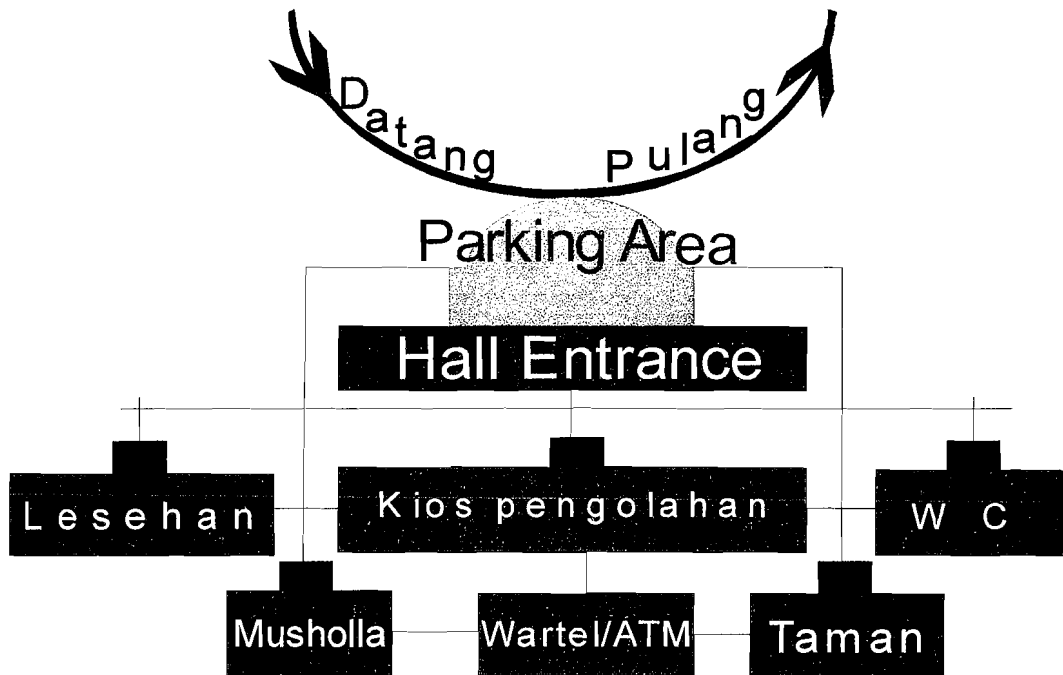 Datang Pulang
Parking Area
Hall Entrance
Lesehan Kios pengolahan W C
Musholla Wartel/ATM Taman